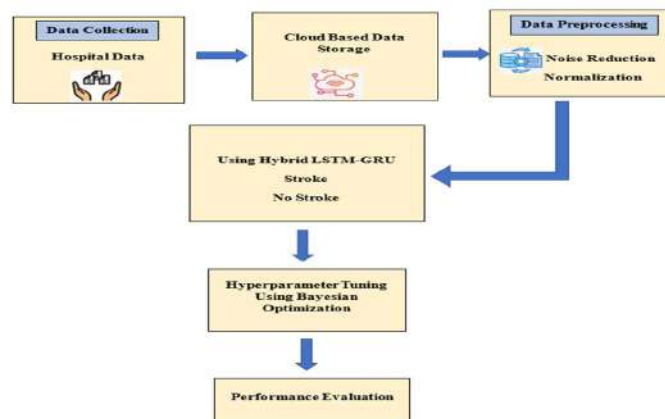 Data Collection
Hospital Data
Cloud Based Data
Storage
Data Preprocessing
Noise Reduction
Normalization
Using Hybrid LSTM-GRU
Stroke
No Stroke
Hyperparameter Tuning
Using Bayesian
Optimization
Performance Evaluation